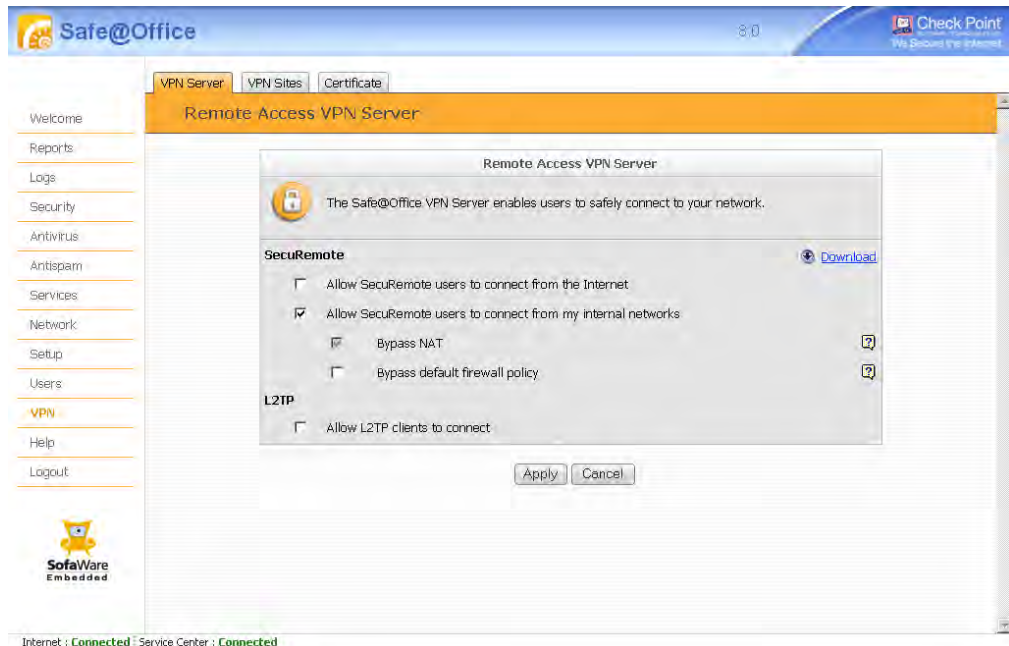 Safe@Office
8.0
Check Point
We Secure the Internet
VPN Server
VPN Sites
Certificate
Remote Access VPN Server
Welcome
Reports
Logs
Security
Antivirus
Antispam
Services
Network
Setup
Users
VPN
Help
Logout
Remote Access VPN Server
The Safe@Office VPN Server enables users to safely connect to your network.
SecuRemote
Download
Allow SecuRemote users to connect from the Internet
Allow SecuRemote users to connect from my internal networks
Bypass NAT
?
Bypass default firewall policy
?
L2TP
Allow L2TP clients to connect
Apply
Cancel
SofaWare
Embedded
Internet : Connected Service Center : Connected